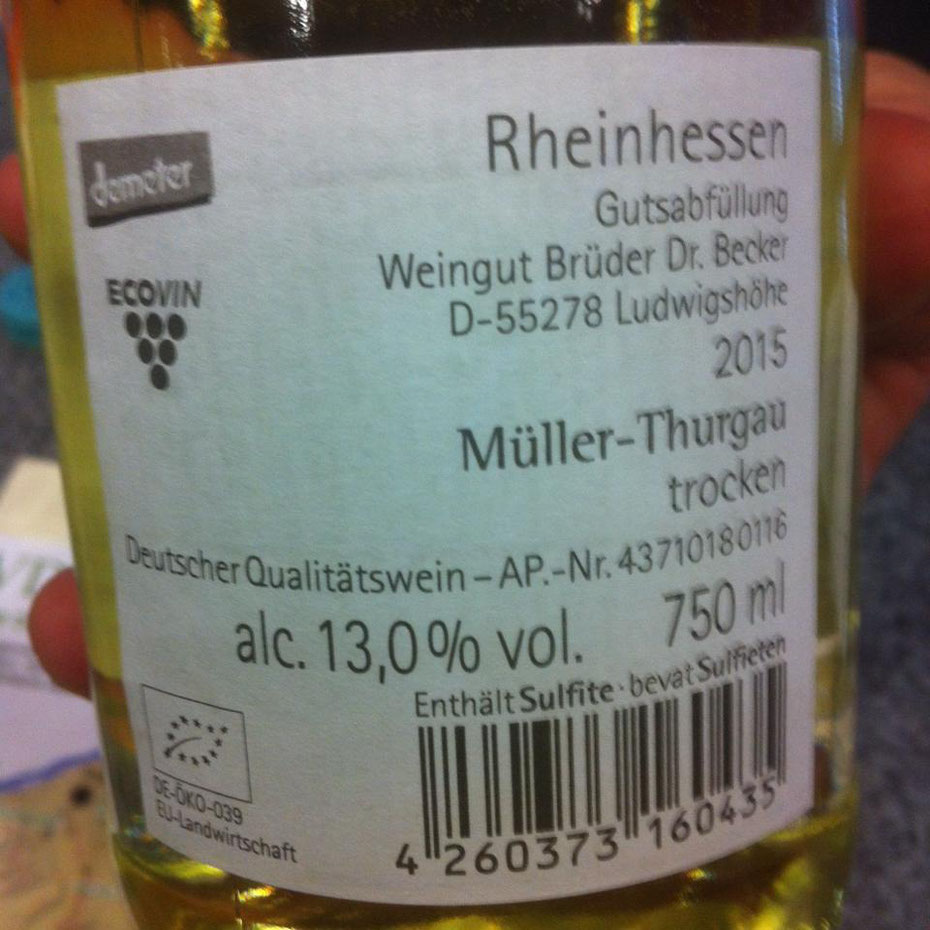 demeter
ECOVIN
Rheinhessen
Gutsabfüllung
Weingut Brüder Dr. Becker
D-55278 Ludwigshöhe
2015
Müller-Thurgau
trocken
Deutscher Qualitätswein – AP.-Nr. 43710180116
alc. 13,0% vol. 750 ml
Enthält Sulfite · bevat Sulfieten
DE-ÖKO-039
EU-Landwirtschaft
4 260373 160435